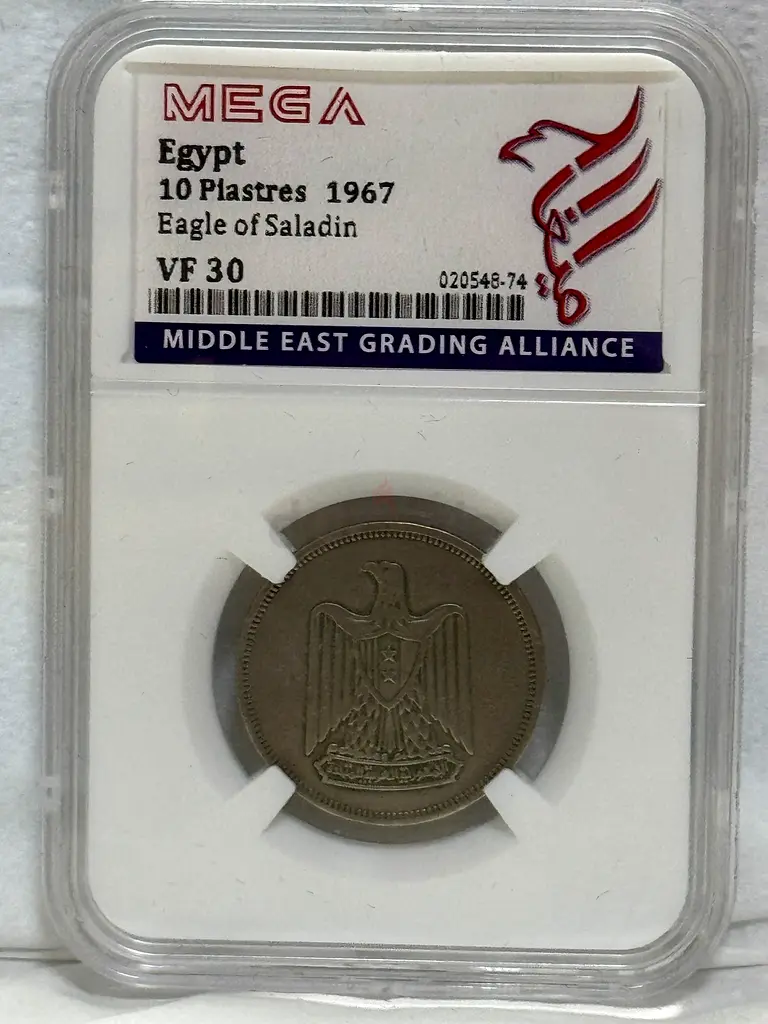 MEGA
Egypt
10 Piastres 1967
Eagle of Saladin
VF 30
020548-74
MIDDLE EAST GRADING ALLIANCE